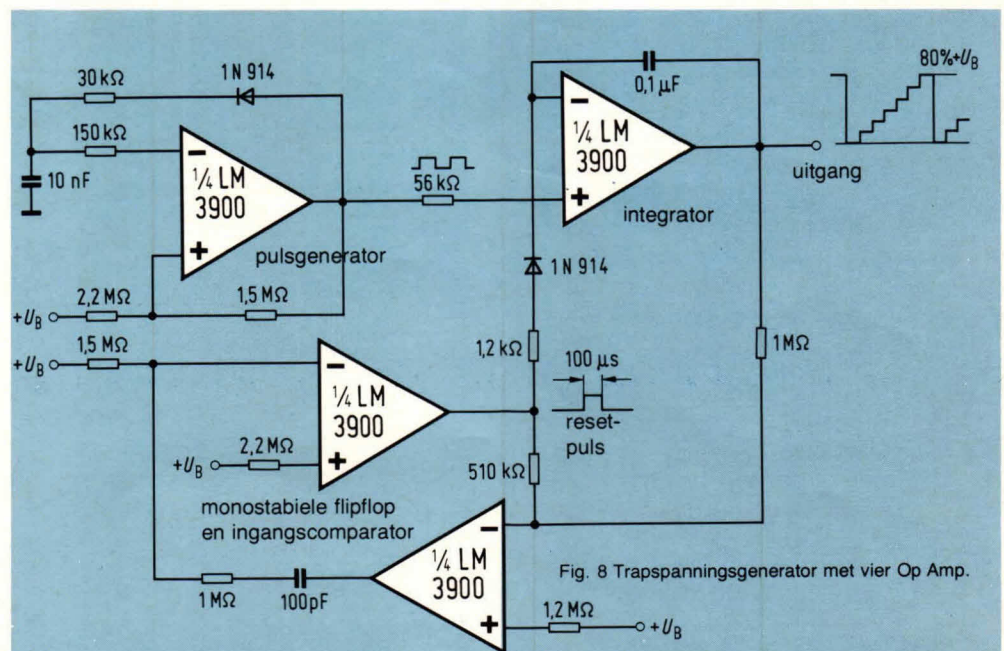 30 kΩ
1 N 914
150 kΩ
10 nF
−
¼ LM
3900
+
pulsgenerator
2,2 MΩ
+U_B
1,5 MΩ
56 kΩ
0,1 µF
−
¼ LM
3900
+
integrator
80%+U_B
uitgang
1 N 914
1,2 kΩ
1 MΩ
100 µs
reset-
puls
510 kΩ
+U_B
1,5 MΩ
−
¼ LM
3900
+
+U_B
2,2 MΩ
monostabiele flipflop
en ingangscomparator
1 MΩ
100 pF
−
¼ LM
3900
+
1,2 MΩ
+U_B
Fig. 8 Trapspanningsgenerator met vier Op Amp.